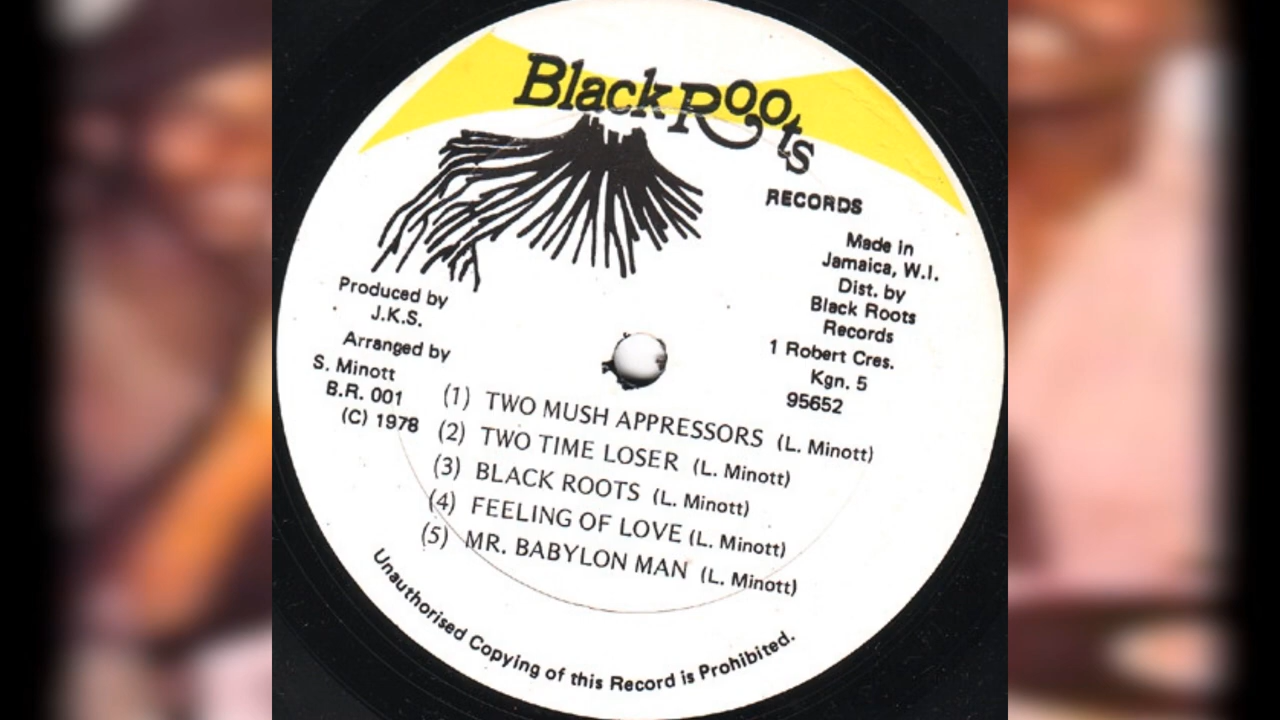 Black Roots
RECORDS
Made in
Jamaica, W.I.
Dist. by
Black Roots
Records
1 Robert Cres.
Kgn. 5
95652
Produced by
J.K.S.
Arranged by
S. Minott
B.R. 001
(C) 1978
(1) TWO MUSH APPRESSORS (L. Minott)
(2) TWO TIME LOSER (L. Minott)
(3) BLACK ROOTS (L. Minott)
(4) FEELING OF LOVE (L. Minott)
(5) MR. BABYLON MAN (L. Minott)
Unauthorised Copying of this Record is Prohibited.